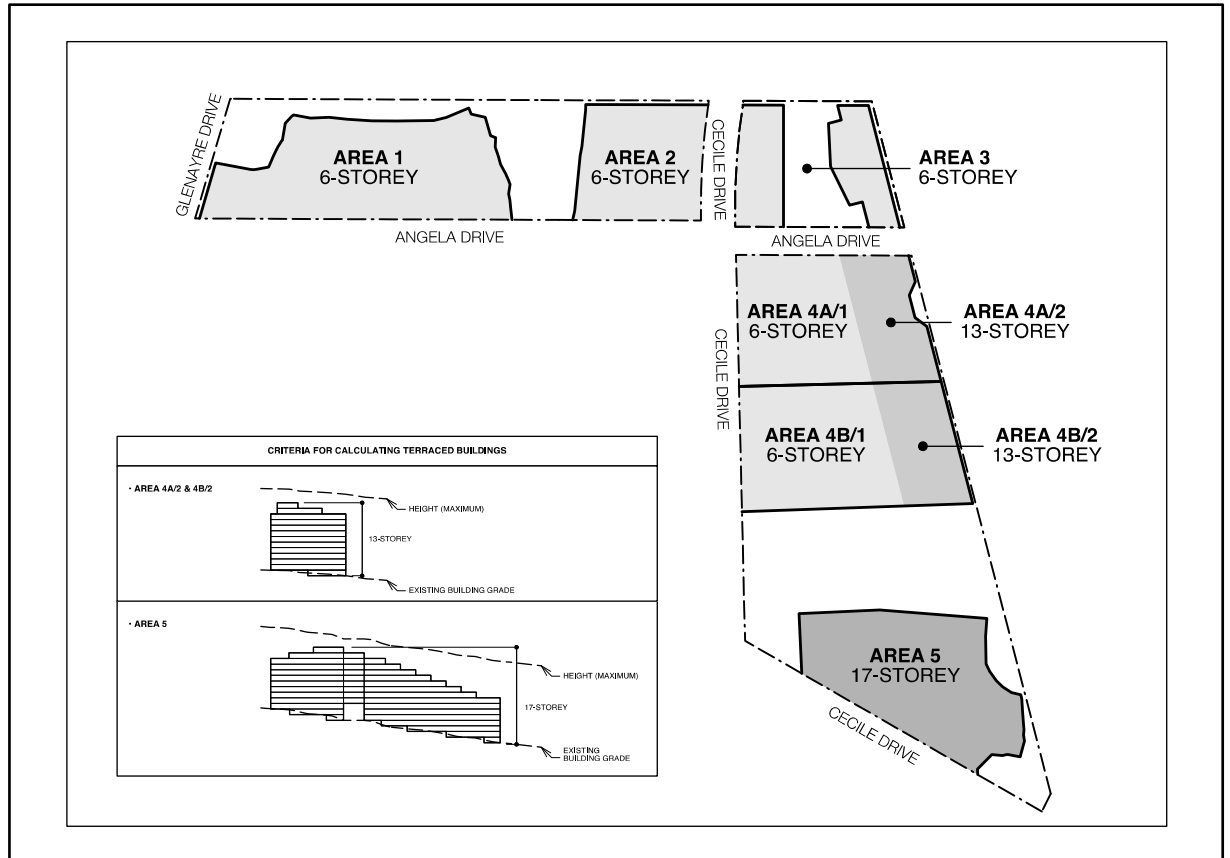 GLENAYRE DRIVE
AREA 1
6-STOREY
AREA 2
6-STOREY
CECILE DRIVE
AREA 3
6-STOREY
ANGELA DRIVE
ANGELA DRIVE
AREA 4A/1
6-STOREY
AREA 4A/2
13-STOREY
CECILE DRIVE
AREA 4B/1
6-STOREY
AREA 4B/2
13-STOREY
CRITERIA FOR CALCULATING TERRACED BUILDINGS
• AREA 4A/2 & 4B/2
HEIGHT (MAXIMUM)
13-STOREY
EXISTING BUILDING GRADE
• AREA 5
HEIGHT (MAXIMUM)
17-STOREY
EXISTING
BUILDING GRADE
AREA 5
17-STOREY
CECILE DRIVE